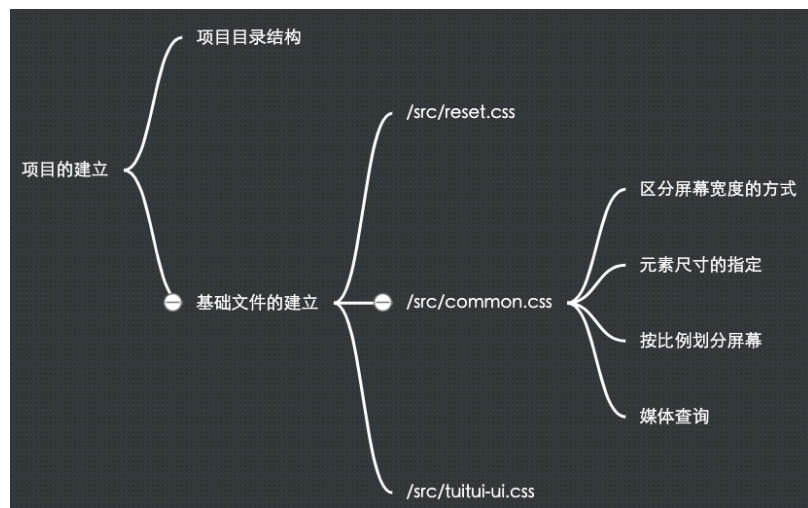 项目目录结构
/src/reset.css
项目的建立
区分屏幕宽度的方式
元素尺寸的指定
基础文件的建立
/src/common.css
按比例划分屏幕
媒体查询
/src/tuitui-ui.css